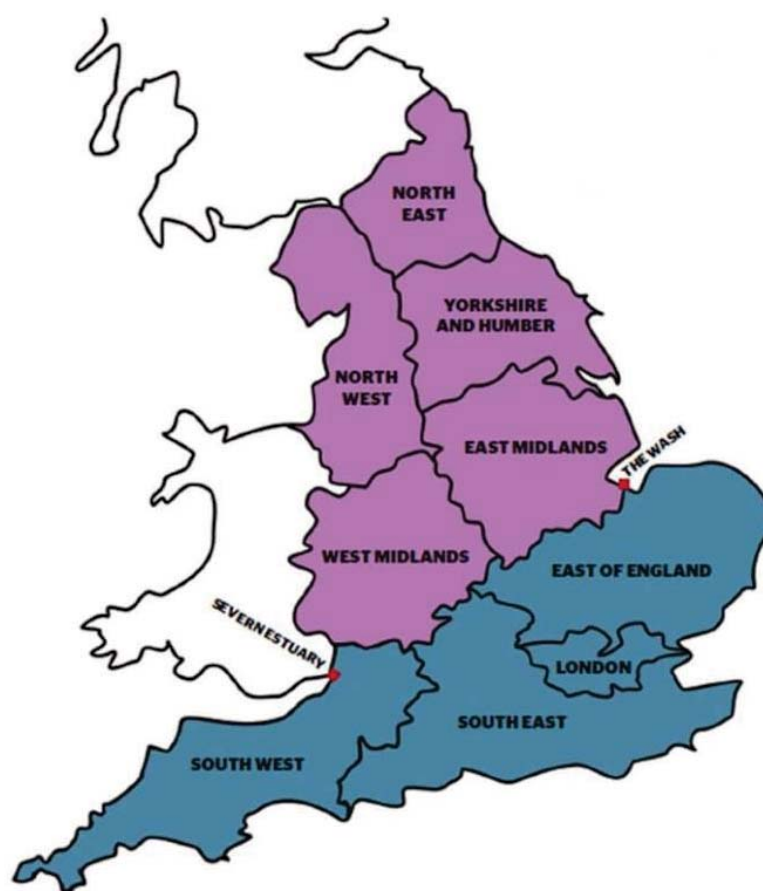 NORTH
EAST
YORKSHIRE
AND HUMBER
NORTH
WEST
EAST MIDLANDS
THE WASH
WEST MIDLANDS
EAST OF ENGLAND
SEVERN ESTUARY
LONDON
SOUTH EAST
SOUTH WEST